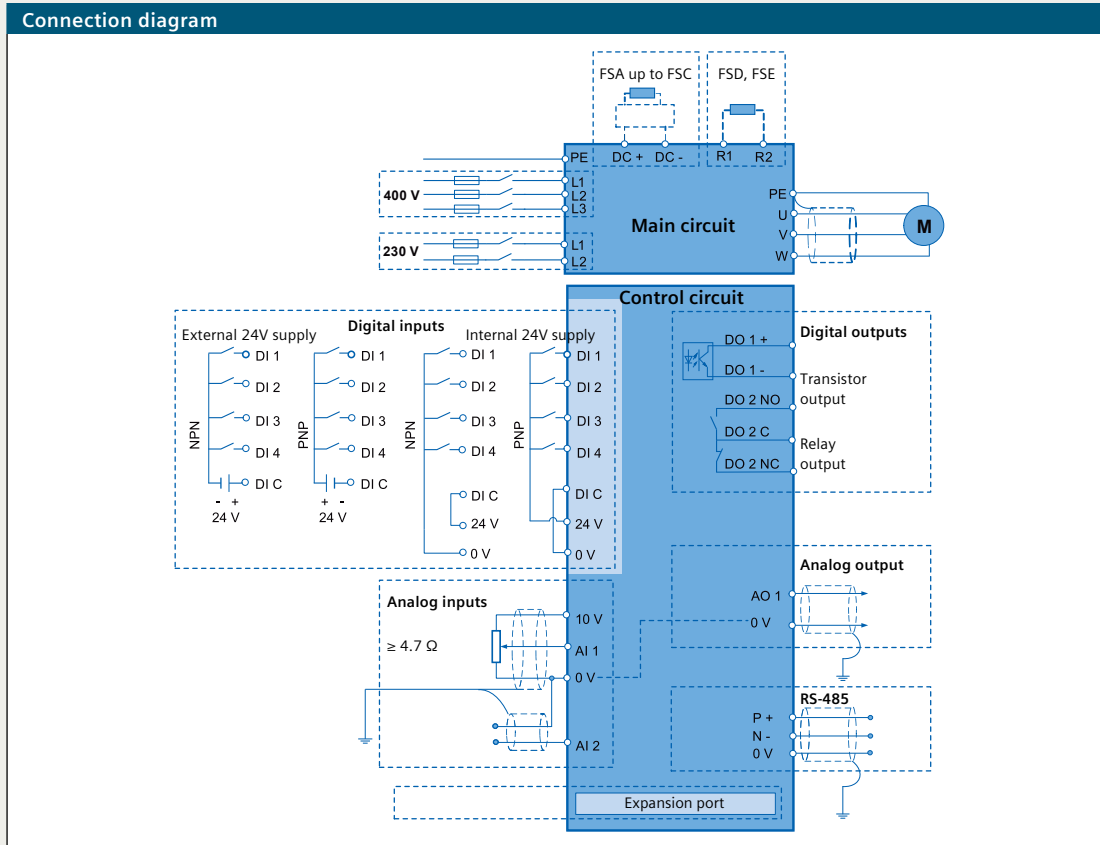 Connection diagram
FSA up to FSC
FSD, FSE
PE
DC +
DC -
R1
R2
400 V
L1
L2
L3
230 V
L1
L2
Main circuit
PE
U
V
W
M
Control circuit
Digital inputs
External 24V supply
Internal 24V supply
NPN
DI 1
DI 2
DI 3
DI 4
DI C
- +
24 V
PNP
DI 1
DI 2
DI 3
DI 4
DI C
+ -
24 V
NPN
DI 1
DI 2
DI 3
DI 4
DI C
24 V
0 V
PNP
DI 1
DI 2
DI 3
DI 4
DI C
24 V
0 V
DO 1 +
DO 1 -
DO 2 NO
DO 2 C
DO 2 NC
Digital outputs
Transistor
output
Relay
output
Analog inputs
≥ 4.7 Ω
10 V
AI 1
0 V
AI 2
Analog output
AO 1
0 V
RS-485
P +
N -
0 V
Expansion port